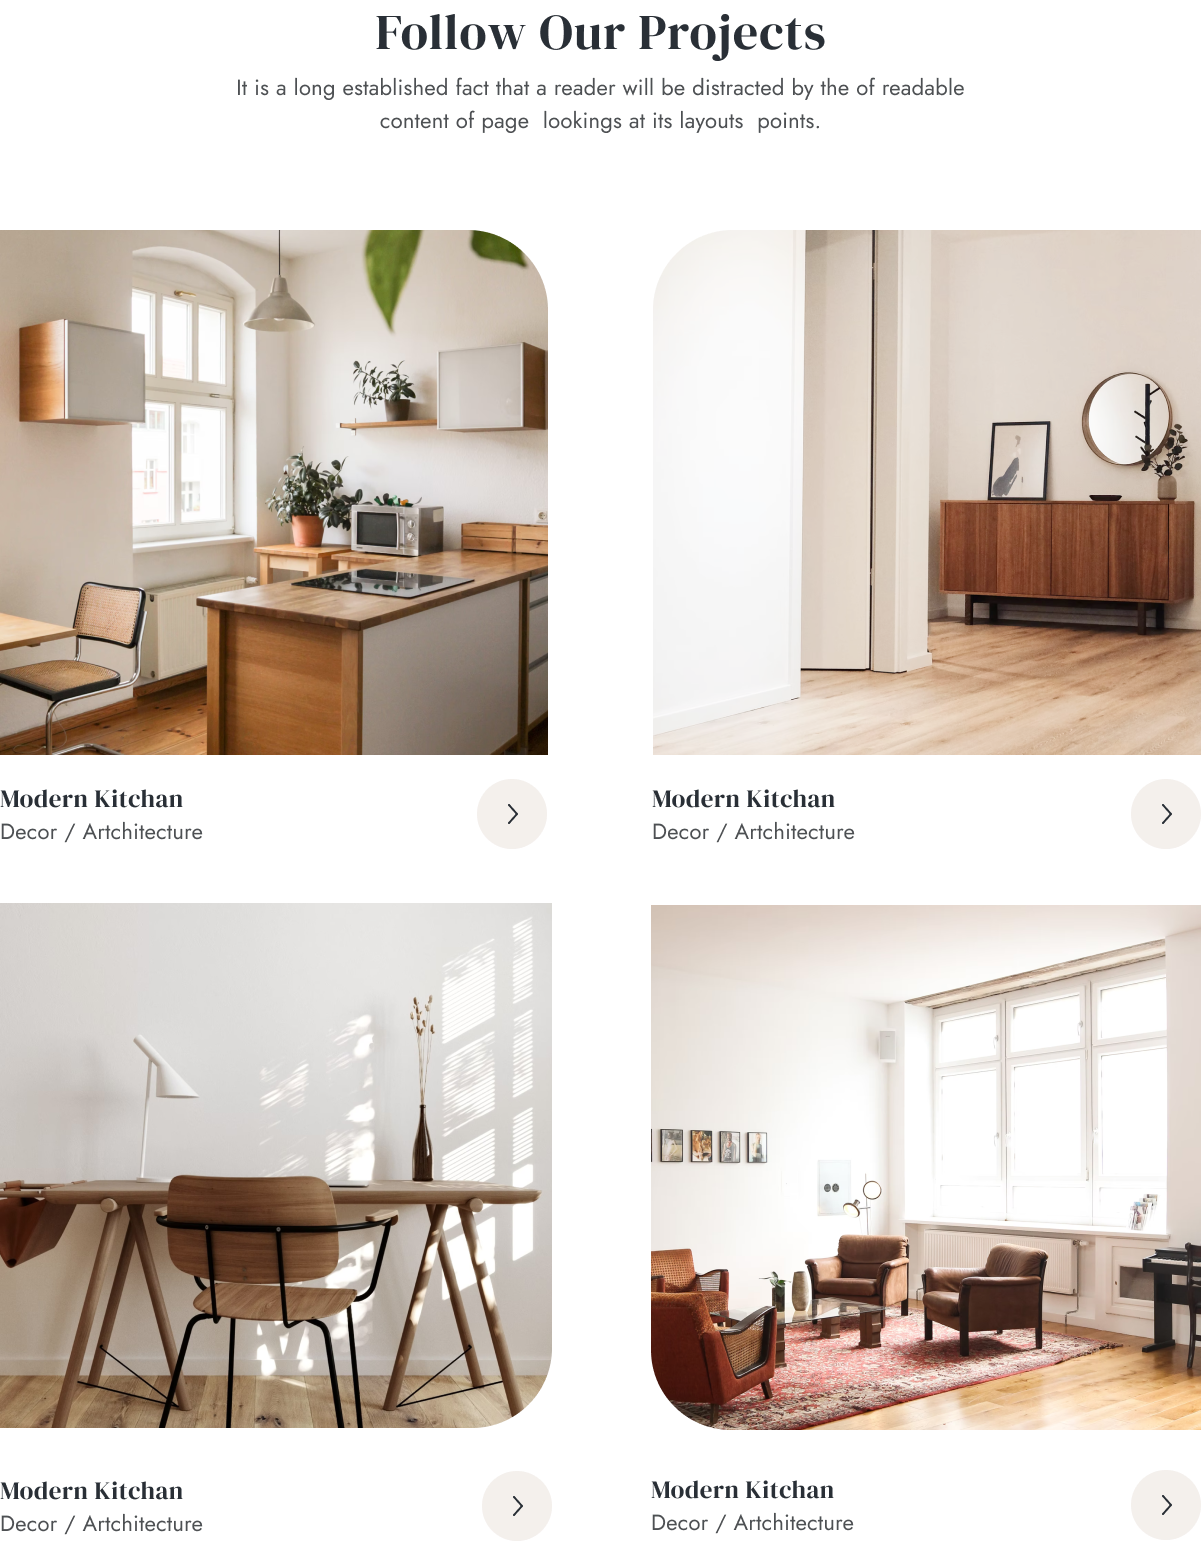 Follow Our Projects
It is a long established fact that a reader will be distracted by the of readable
content of page lookings at its layouts points.
Modern Kitchan
Decor / Artchitecture
Modern Kitchan
Decor / Artchitecture
Modern Kitchan
Decor / Artchitecture
Modern Kitchan
Decor / Artchitecture